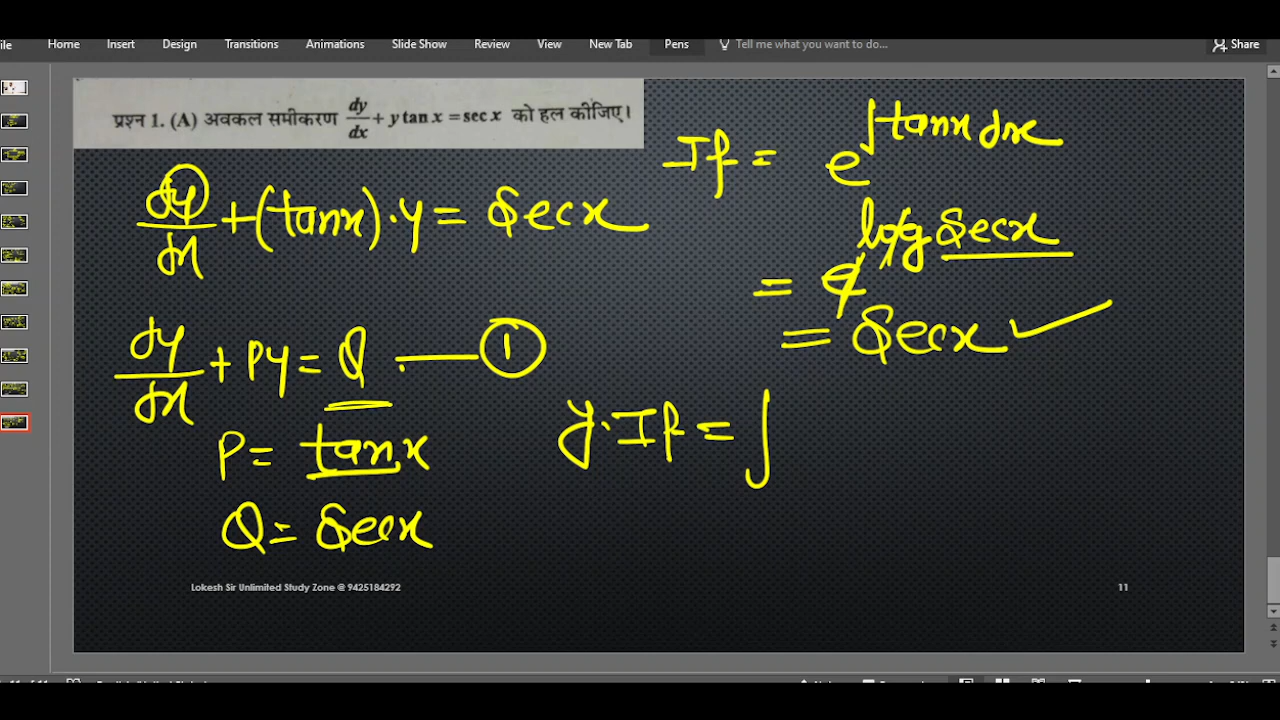 File Home Insert Design Transitions Animations Slide Show Review View New Tab Pens Tell me what you want to do... Share
प्रश्न 1. (A) अवकल समीकरण dy/dx + y tan x = sec x को हल कीजिए।
dy/dx + (tanx)·y = Secx
dy/dx + Py = Q ——— ①
P = tanx
Q = Secx
If = e^∫tanx dx
= e^log Secx
= Secx ✓
y·If = ∫
Lokesh Sir Unlimited Study Zone @ 9425184292
11